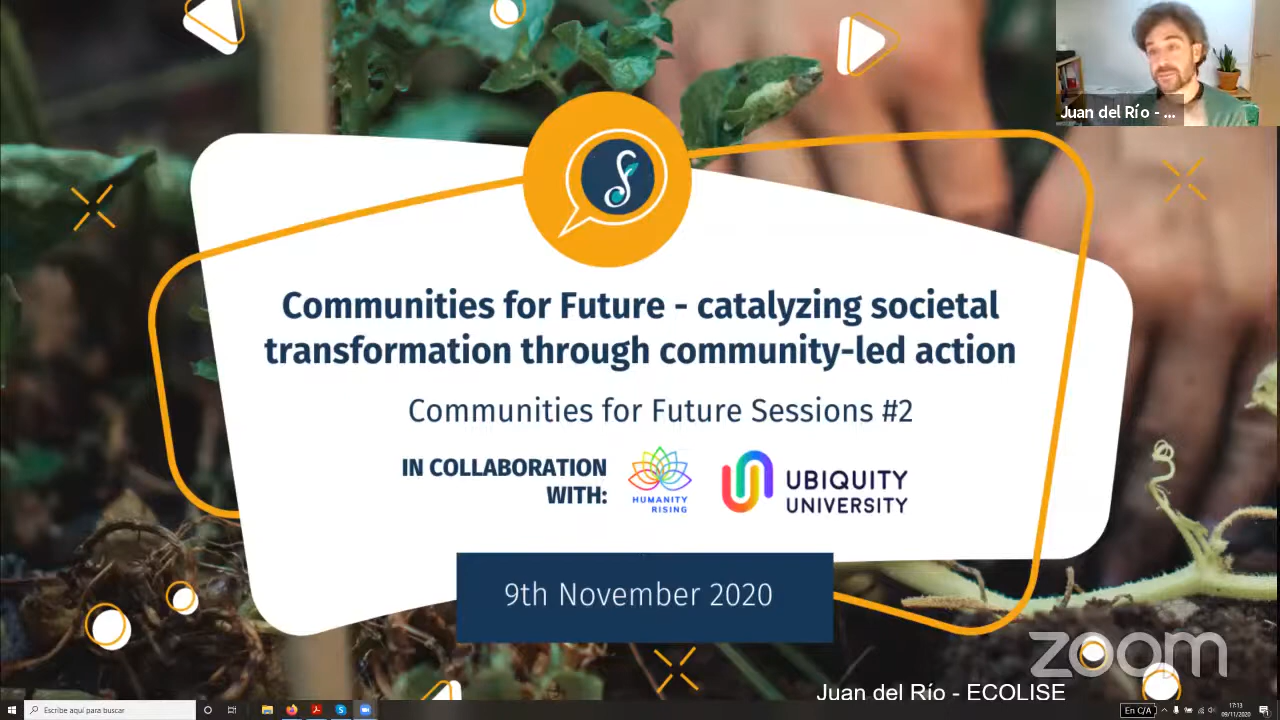 Juan del Río - ...
Communities for Future - catalyzing societal
transformation through community-led action
Communities for Future Sessions #2
IN COLLABORATION
WITH:
HUMANITY
RISING
UBIQUITY
UNIVERSITY
9th November 2020
zoom
Juan del Río - ECOLISE
Escribe aquí para buscar
En C/A
17:13
09/11/2020